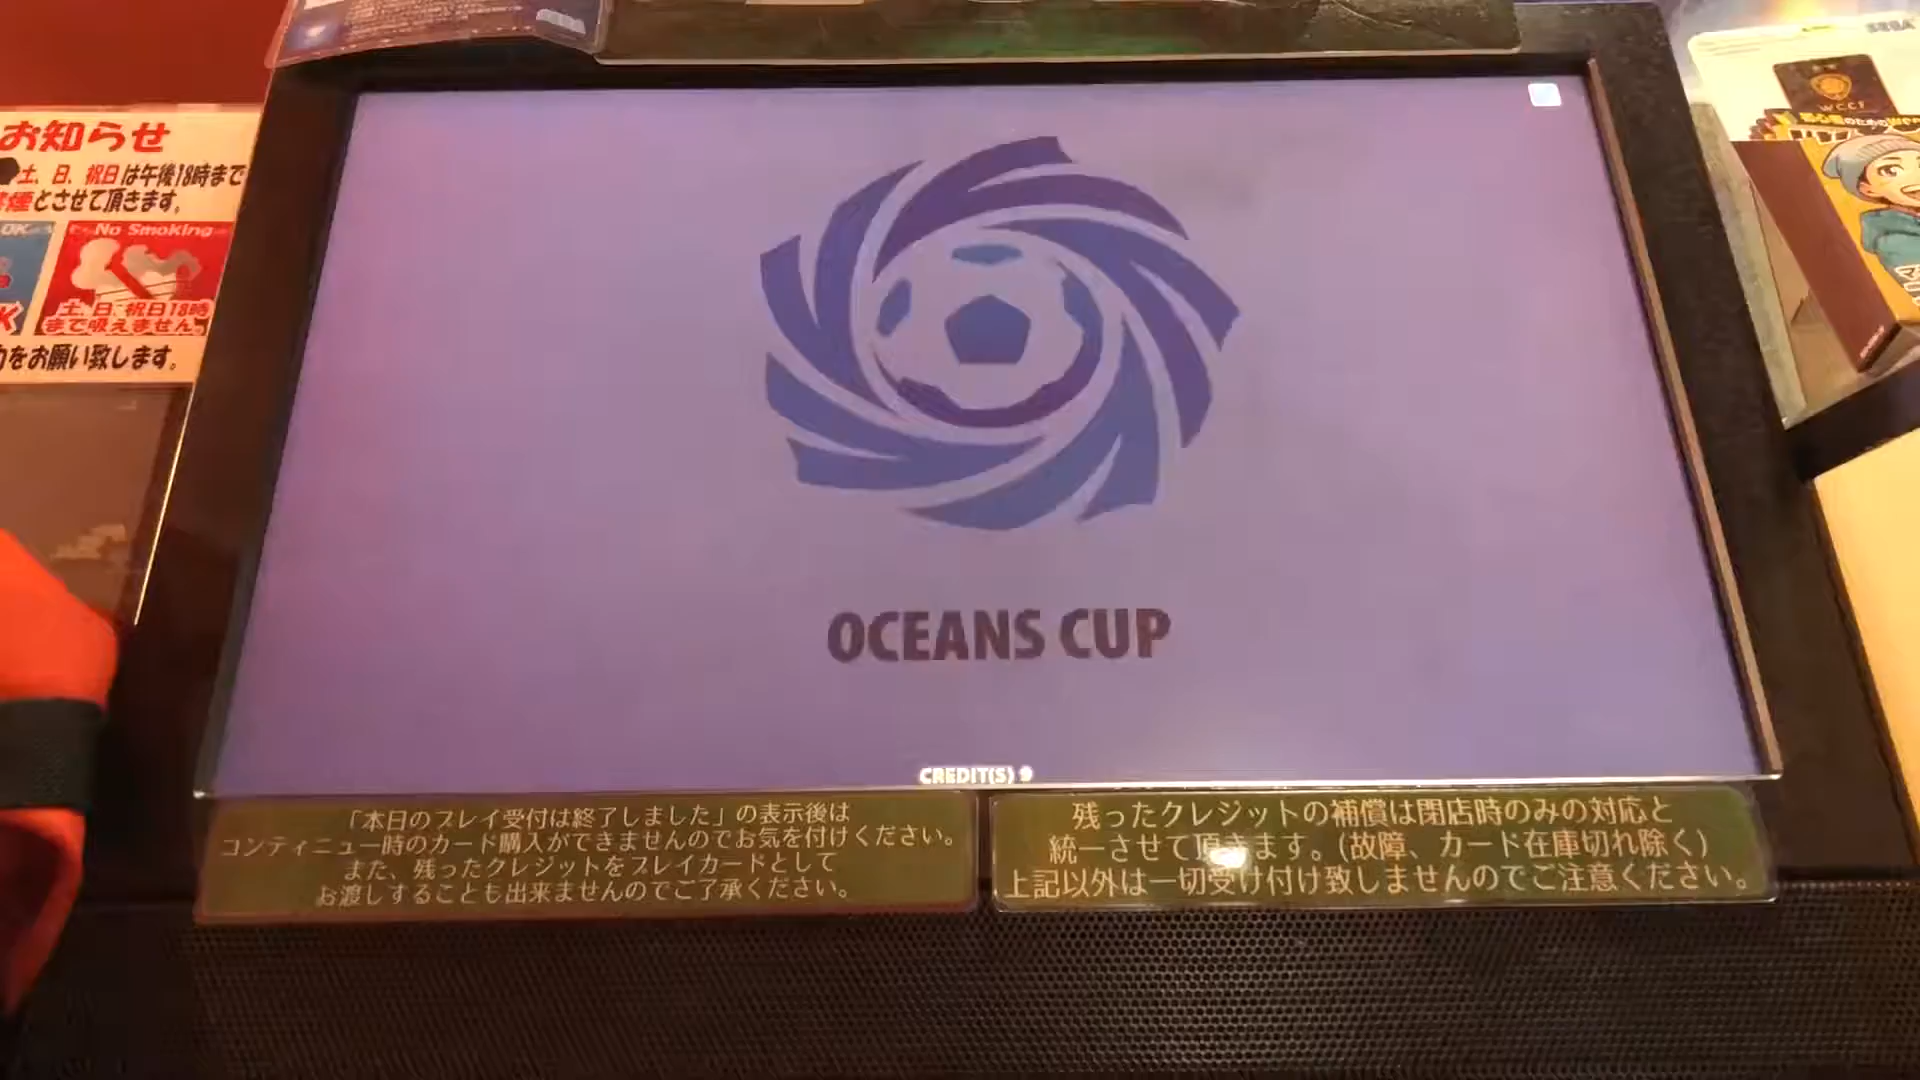 お知らせ
土、日、祝日は午後18時まで
煙とさせて頂きます。
OK
No Smoking
土、日、祝日18時
まで吸えません。
K
をお願い致します。
SEGA
WCCF
OCEANS CUP
CREDIT(S) 9
「本日のプレイ受付は終了しました」の表示後は
コンティニュー時のカード購入ができませんのでお気を付けください。
また、残ったクレジットをプレイカードとして
お渡しすることも出来ませんのでご了承ください。
残ったクレジットの補償は閉店時のみの対応と
統一させて頂きます。(故障、カード在庫切れ除く)
上記以外は一切受け付け致しませんのでご注意ください。